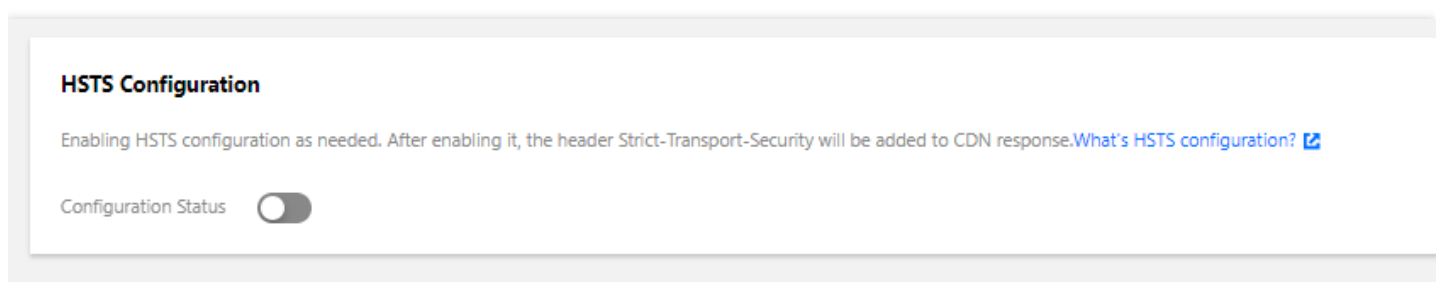 HSTS Configuration
Enabling HSTS configuration as needed. After enabling it, the header Strict-Transport-Security will be added to CDN response.What's HSTS configuration?
Configuration Status